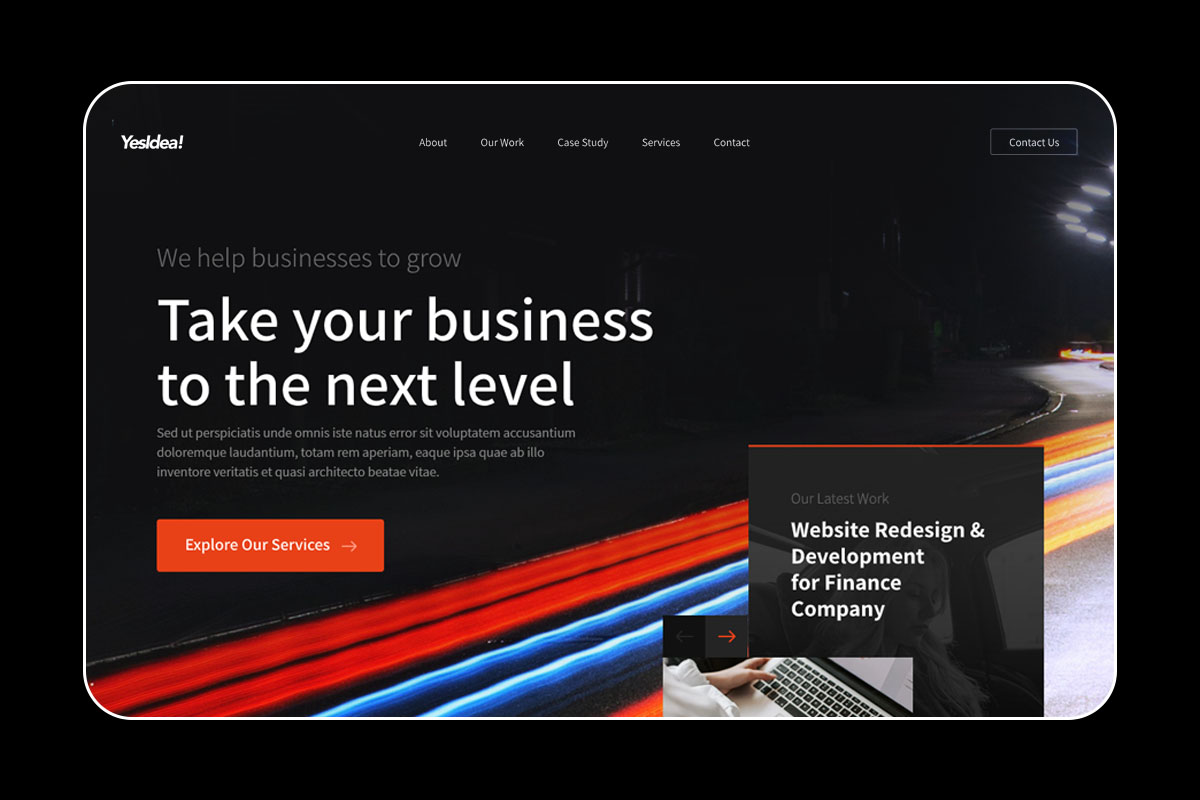 YesIdea!
About
Our Work
Case Study
Services
Contact
Contact Us
We help businesses to grow
Take your business
to the next level
Sed ut perspiciatis unde omnis iste natus error sit voluptatem accusantium
doloremque laudantium, totam rem aperiam, eaque ipsa quae ab illo
inventore veritatis et quasi architecto beatae vitae.
Explore Our Services
Our Latest Work
Website Redesign &
Development
for Finance
Company